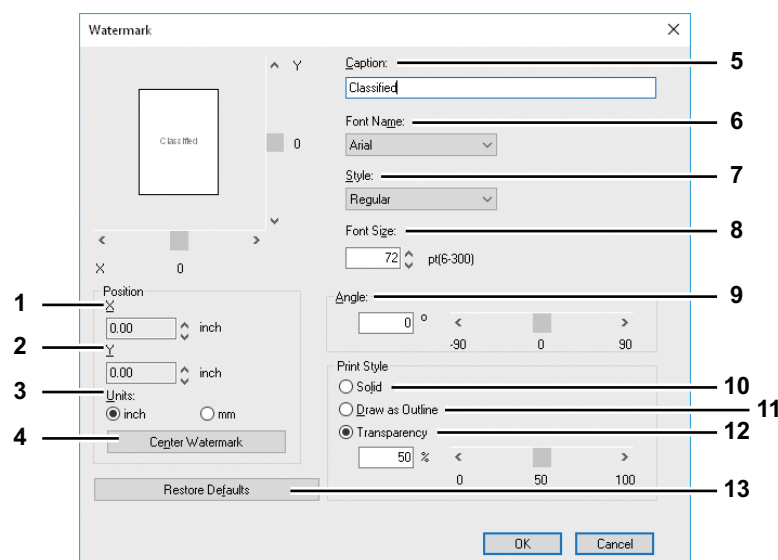 Watermark
Y
Classified
0
X 0
Position
1 X
0.00 inch
2 Y
0.00 inch
3 Units:
inch mm
4 Center Watermark
Restore Defaults 13
Caption: 5
Classified
Font Name: 6
Arial
Style: 7
Regular
Font Size: 8
72 pt(6-300)
Angle: 9
0 °
-90 0 90
Print Style
Solid 10
Draw as Outline 11
Transparency 12
50 %
0 50 100
OK Cancel